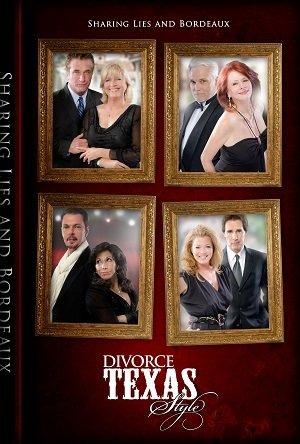 SHARING LIES AND BORDEAUX
SHARING LIES AND BORDEAUX
DIVORCE
TEXAS
Style